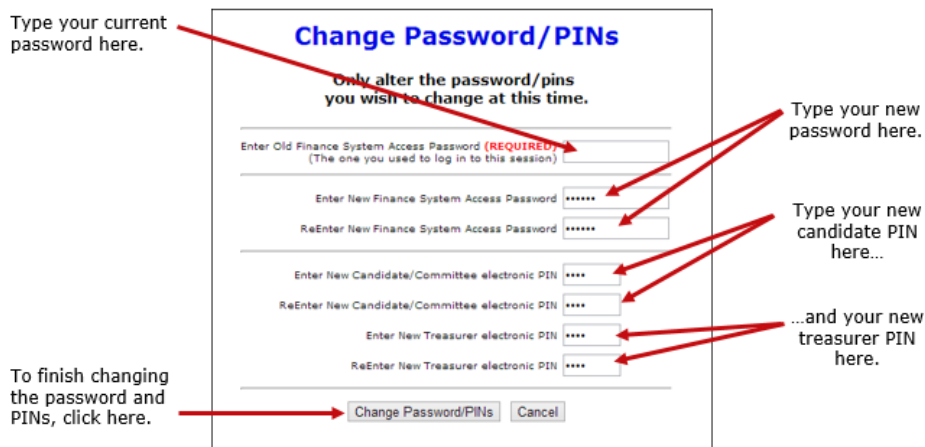 Type your current
password here.
Change Password/PINs
Only alter the password/pins
you wish to change at this time.
Enter Old Finance System Access Password (REQUIRED)
(The one you used to log in to this session)
Type your new
password here.
Enter New Finance System Access Password ••••••
ReEnter New Finance System Access Password ••••••
Type your new
candidate PIN
here...
Enter New Candidate/Committee electronic PIN ••••
ReEnter New Candidate/Committee electronic PIN ••••
Enter New Treasurer electronic PIN ••••
ReEnter New Treasurer electronic PIN ••••
...and your new
treasurer PIN
here.
To finish changing
the password and
PINs, click here.
Change Password/PINs Cancel